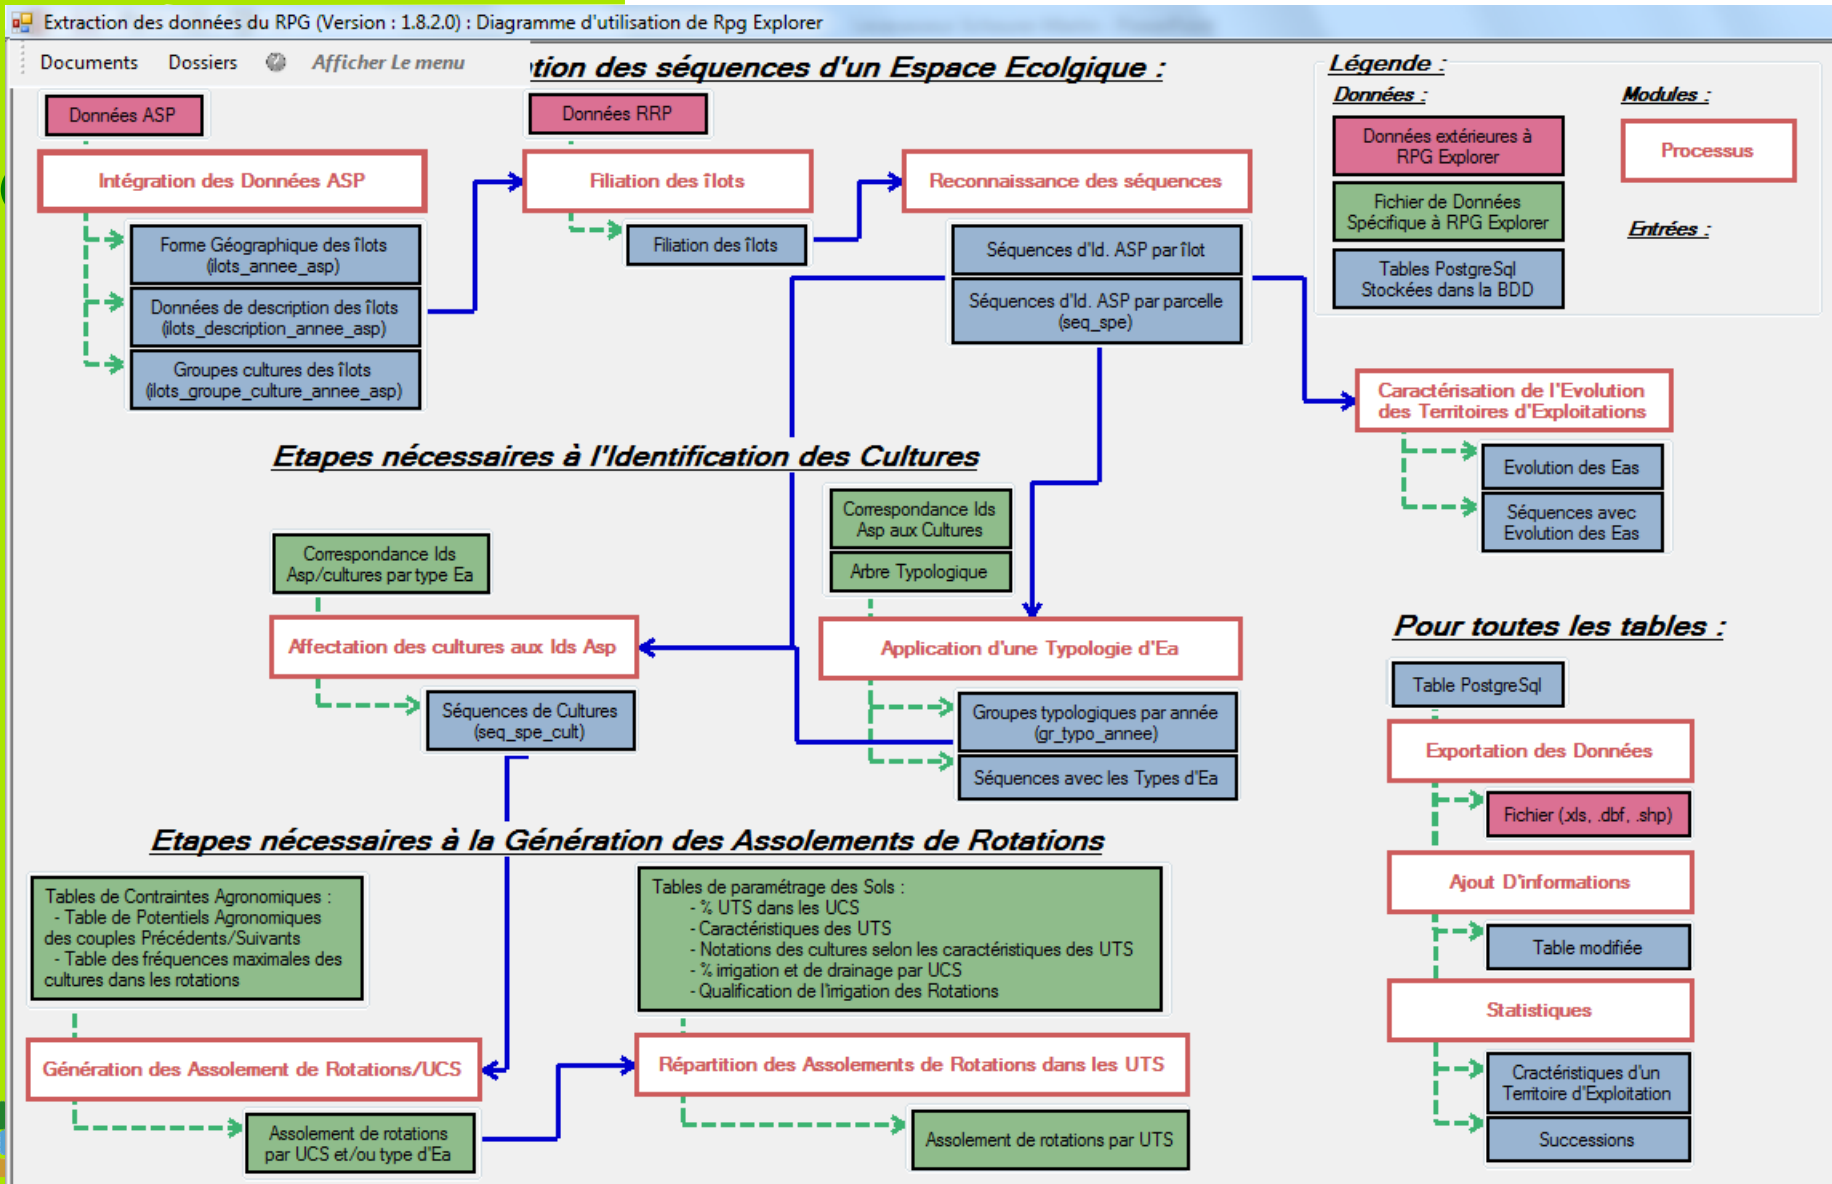 Extraction des données du RPG (Version : 1.8.2.0) : Diagramme d'utilisation de Rpg Explorer
Documents Dossiers Afficher Le menu
tion des séquences d'un Espace Ecolgique :
Légende :
Données :
Modules :
Données extérieures à
RPG Explorer
Processus
Fichier de Données
Spécifique à RPG Explorer
Entrées :
Tables PostgreSql
Stockées dans la BDD
Données ASP
Données RRP
Intégration des Données ASP
Filiation des îlots
Reconnaissance des séquences
Forme Géographique des îlots
(ilots_annee_asp)
Données de description des îlots
(ilots_description_annee_asp)
Groupes cultures des îlots
(ilots_groupe_culture_annee_asp)
Filiation des îlots
Séquences d'Id. ASP par îlot
Séquences d'Id. ASP par parcelle
(seq_spe)
Caractérisation de l'Evolution
des Territoires d'Exploitations
Evolution des Eas
Séquences avec
Evolution des Eas
Etapes nécessaires à l'Identification des Cultures
Correspondance Ids
Asp/cultures par type Ea
Correspondance Ids
Asp aux Cultures
Arbre Typologique
Affectation des cultures aux Ids Asp
Application d'une Typologie d'Ea
Séquences de Cultures
(seq_spe_cult)
Groupes typologiques par année
(gr_typo_annee)
Séquences avec les Types d'Ea
Pour toutes les tables :
Table PostgreSql
Exportation des Données
Fichier (.xls, .dbf, .shp)
Ajout D'informations
Table modifiée
Statistiques
Cractéristiques d'un
Territoire d'Exploitation
Successions
Etapes nécessaires à la Génération des Assolements de Rotations
Tables de Contraintes Agronomiques :
- Table de Potentiels Agronomiques
des couples Précédents/Suivants
- Table des fréquences maximales des
cultures dans les rotations
Tables de paramétrage des Sols :
- % UTS dans les UCS
- Caractéristiques des UTS
- Notations des cultures selon les caractéristiques des UTS
- % irrigation et de drainage par UCS
- Qualification de l'irrigation des Rotations
Génération des Assolement de Rotations/UCS
Répartition des Assolements de Rotations dans les UTS
Assolement de rotations
par UCS et/ou type d'Ea
Assolement de rotations par UTS